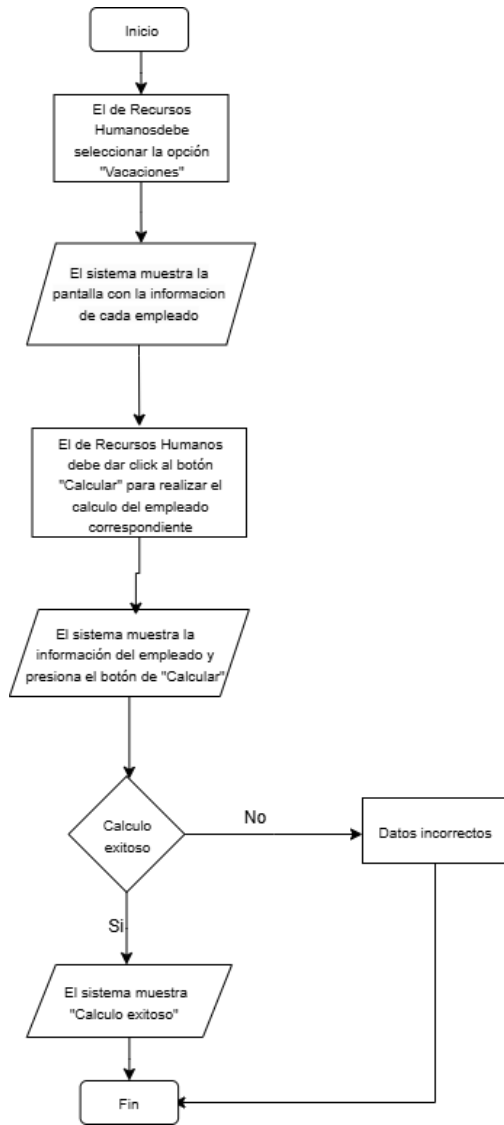 Inicio
El de Recursos
Humanosdebe
seleccionar la opción
"Vacaciones"
El sistema muestra la
pantalla con la informacion
de cada empleado
El de Recursos Humanos
debe dar click al botón
"Calcular" para realizar el
calculo del empleado
correspondiente
El sistema muestra la
información del empleado y
presiona el botón de "Calcular"
Calculo
exitoso
No
Datos incorrectos
Si
El sistema muestra
"Calculo exitoso"
Fin